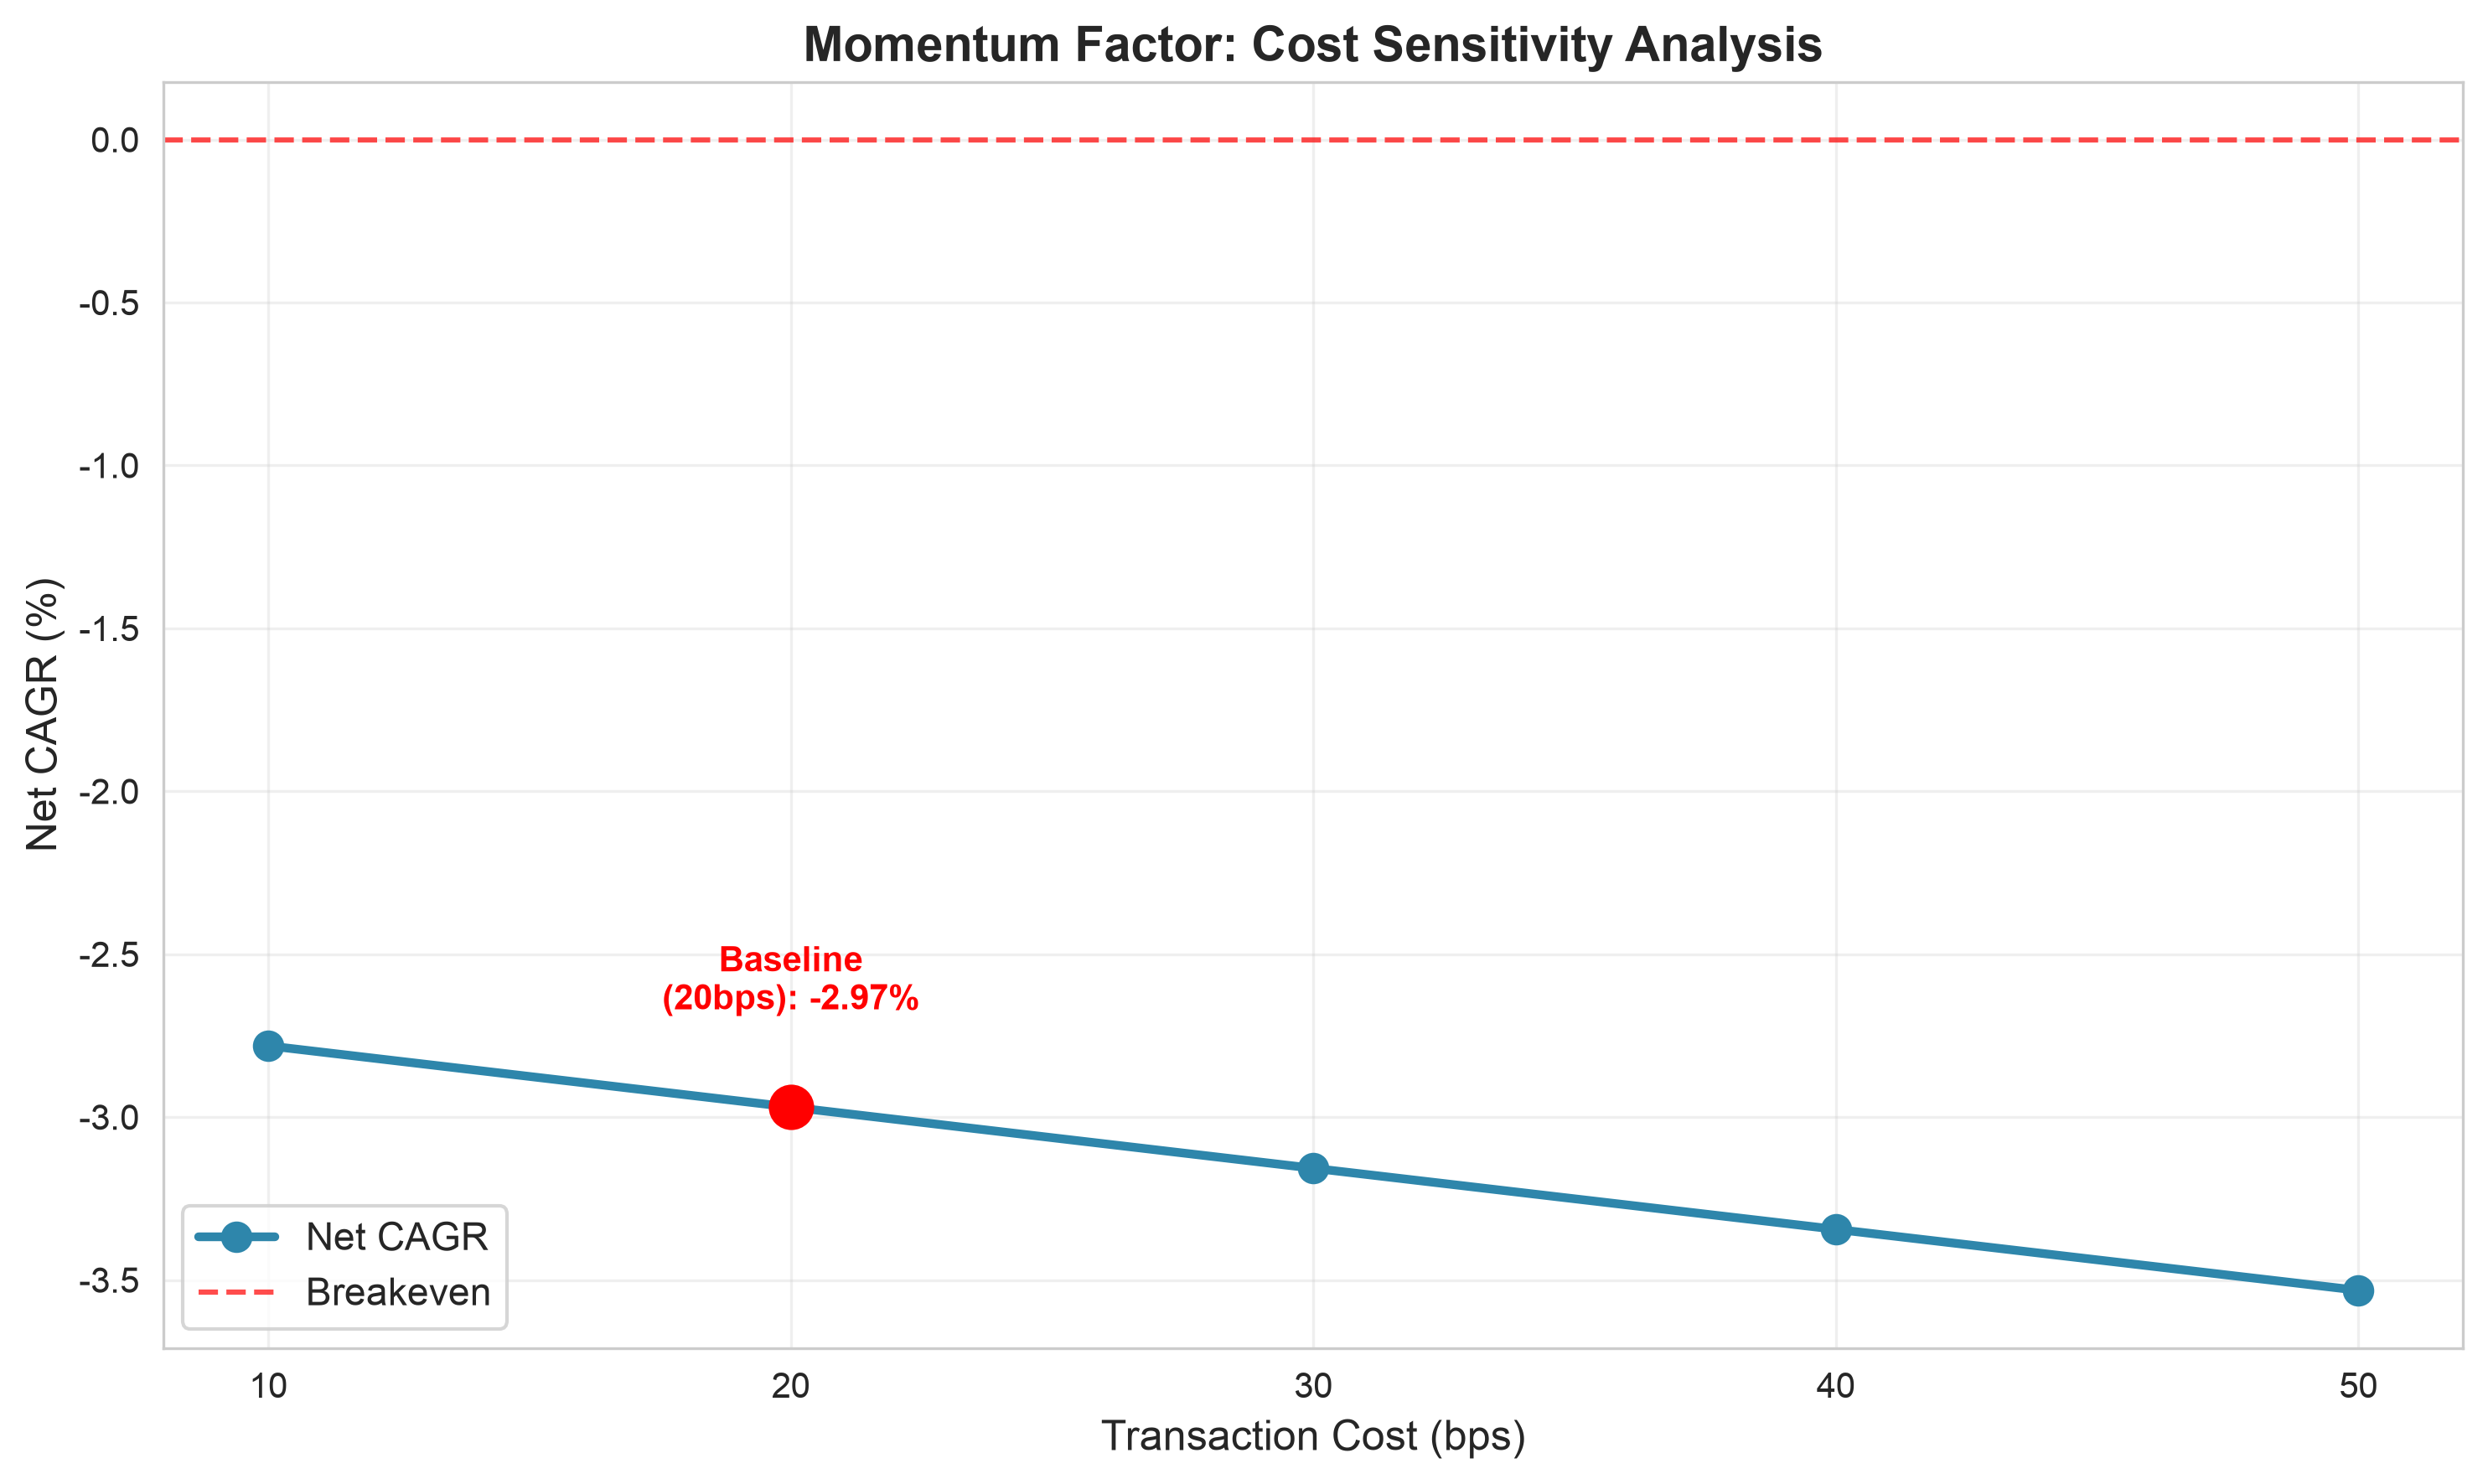 Momentum Factor: Cost Sensitivity Analysis
Net CAGR (%)
0.0
-0.5
-1.0
-1.5
-2.0
-2.5
-3.0
-3.5
Baseline
(20bps): -2.97%
Net CAGR
Breakeven
10
20
30
40
50
Transaction Cost (bps)